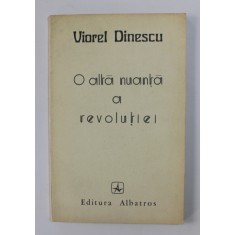 Viorel Dinescu
O altă nuanță
a
revoluției
Editura Albatros